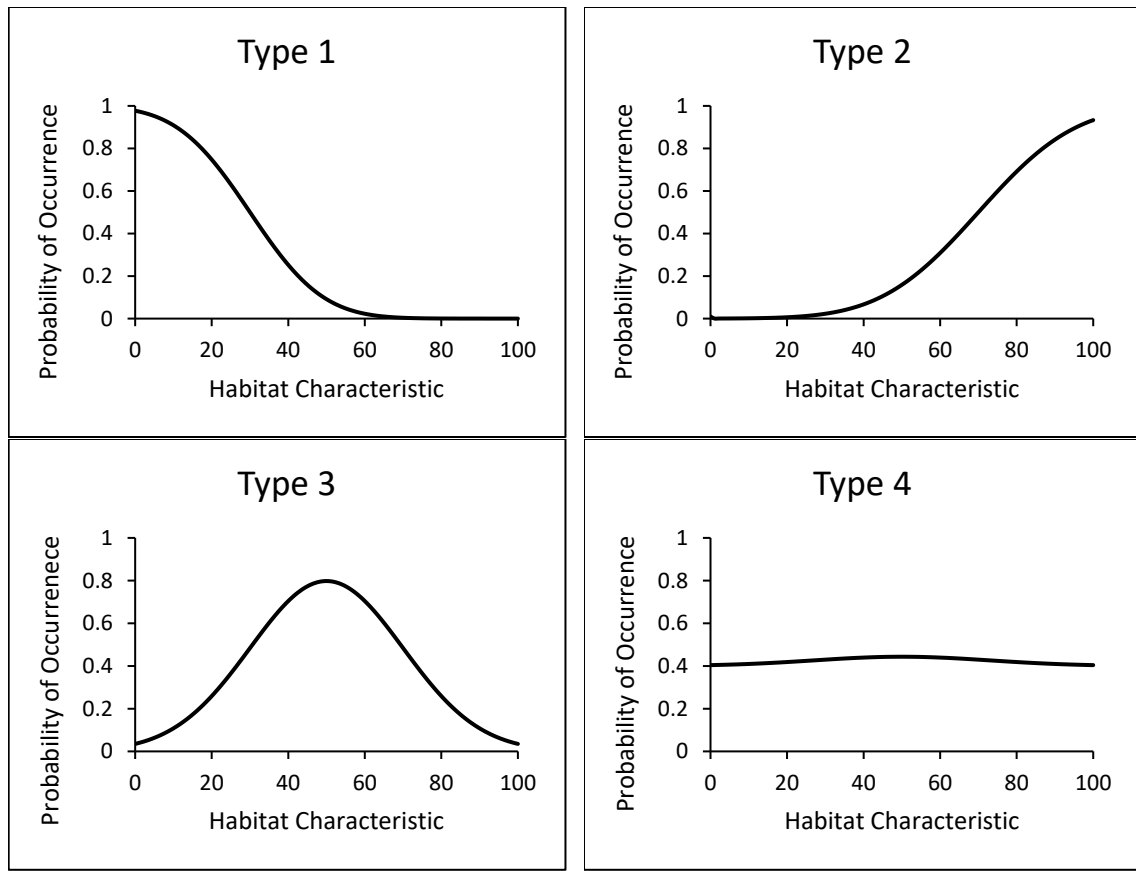 Type 1
Probability of Occurrence
1
0.8
0.6
0.4
0.2
0
0 20 40 60 80 100
Habitat Characteristic
Type 2
Probability of Occurrence
1
0.8
0.6
0.4
0.2
0
0 20 40 60 80 100
Habitat Characteristic
Type 3
Probability of Occurrenece
1
0.8
0.6
0.4
0.2
0
0 20 40 60 80 100
Habitat Characteristic
Type 4
Probability of Occurrence
1
0.8
0.6
0.4
0.2
0
0 20 40 60 80 100
Habitat Characteristic